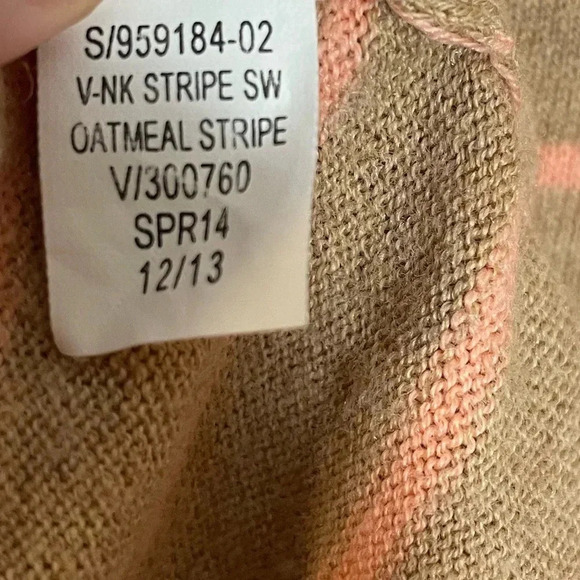 S/959184-02
V-NK STRIPE SW
OATMEAL STRIPE
V/300760
SPR14
12/13